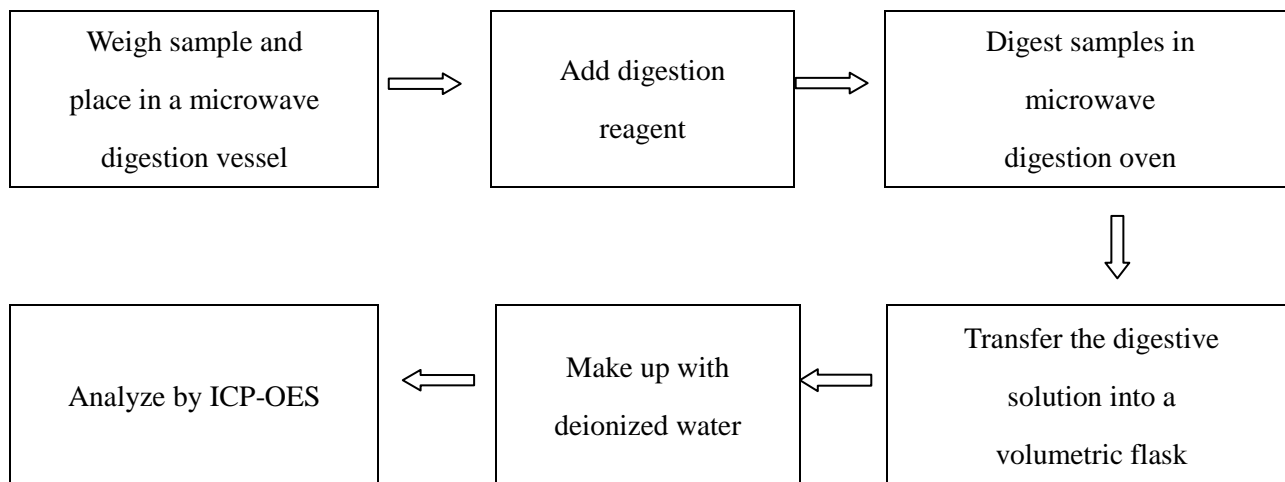 Weigh sample and
place in a microwave
digestion vessel
Add digestion
reagent
Digest samples in
microwave
digestion oven
Transfer the digestive
solution into a
volumetric flask
Make up with
deionized water
Analyze by ICP-OES